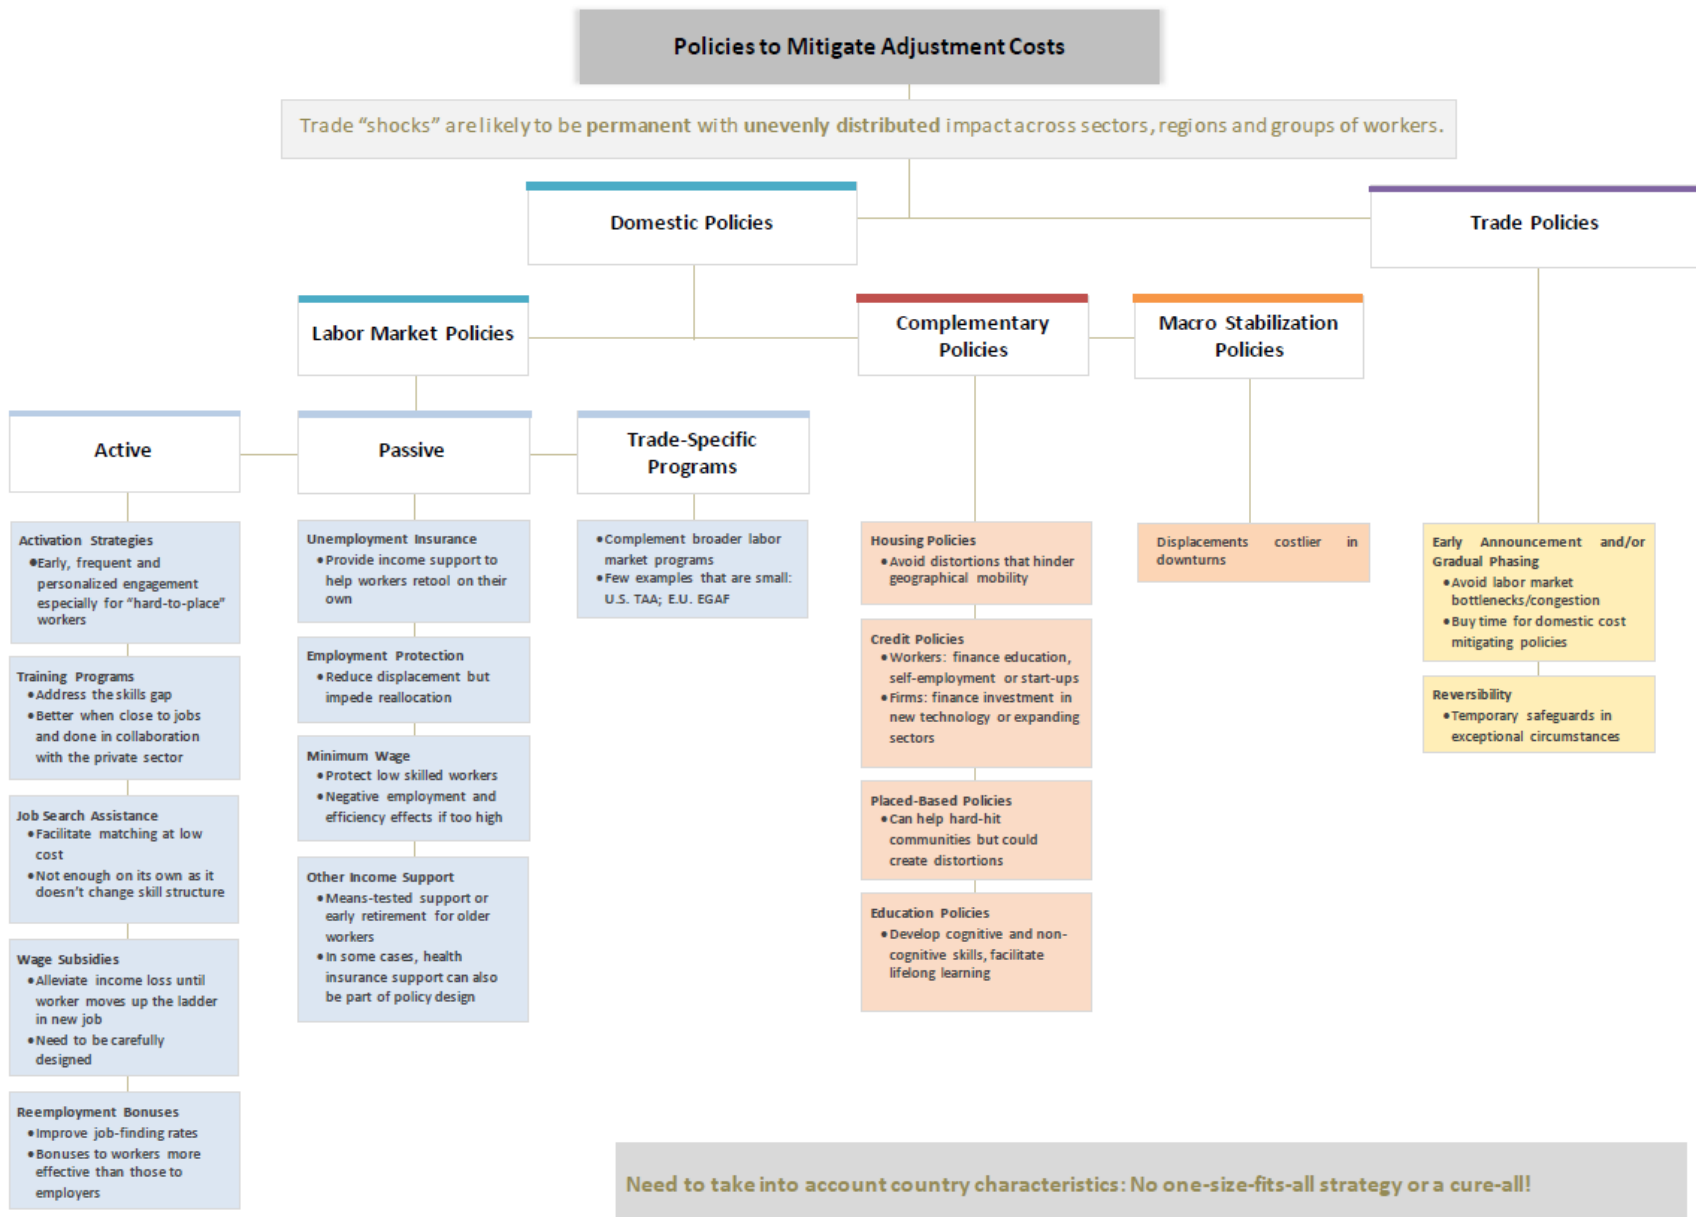 Policies to Mitigate Adjustment Costs
Trade “shocks” are likely to be permanent with unevenly distributed impact across sectors, regions and groups of workers.
Domestic Policies
Trade Policies
Labor Market Policies
Complementary
Policies
Macro Stabilization
Policies
Active
Passive
Trade-Specific
Programs
Activation Strategies
•Early, frequent and
personalized engagement
especially for “hard-to-place”
workers
Training Programs
•Address the skills gap
•Better when close to jobs
and done in collaboration
with the private sector
Job Search Assistance
•Facilitate matching at low
cost
•Not enough on its own as it
doesn’t change skill structure
Wage Subsidies
•Alleviate income loss until
worker moves up the ladder
in new job
•Need to be carefully
designed
Reemployment Bonuses
•Improve job-finding rates
•Bonuses to workers more
effective than those to
employers
Unemployment Insurance
•Provide income support to
help workers retool on their
own
Employment Protection
•Reduce displacement but
impede reallocation
Minimum Wage
•Protect low skilled workers
•Negative employment and
efficiency effects if too high
Other Income Support
•Means-tested support or
early retirement for older
workers
•In some cases, health
insurance support can also
be part of policy design
•Complement broader labor
market programs
•Few examples that are small:
U.S. TAA; E.U. EGAF
Housing Policies
•Avoid distortions that hinder
geographical mobility
Credit Policies
•Workers: finance education,
self-employment or start-ups
•Firms: finance investment in
new technology or expanding
sectors
Placed-Based Policies
•Can help hard-hit
communities but could
create distortions
Education Policies
•Develop cognitive and non-
cognitive skills, facilitate
lifelong learning
Displacements costlier in
downturns
Early Announcement and/or
Gradual Phasing
•Avoid labor market
bottlenecks/congestion
•Buy time for domestic cost
mitigating policies
Reversibility
•Temporary safeguards in
exceptional circumstances
Need to take into account country characteristics: No one-size-fits-all strategy or a cure-all!